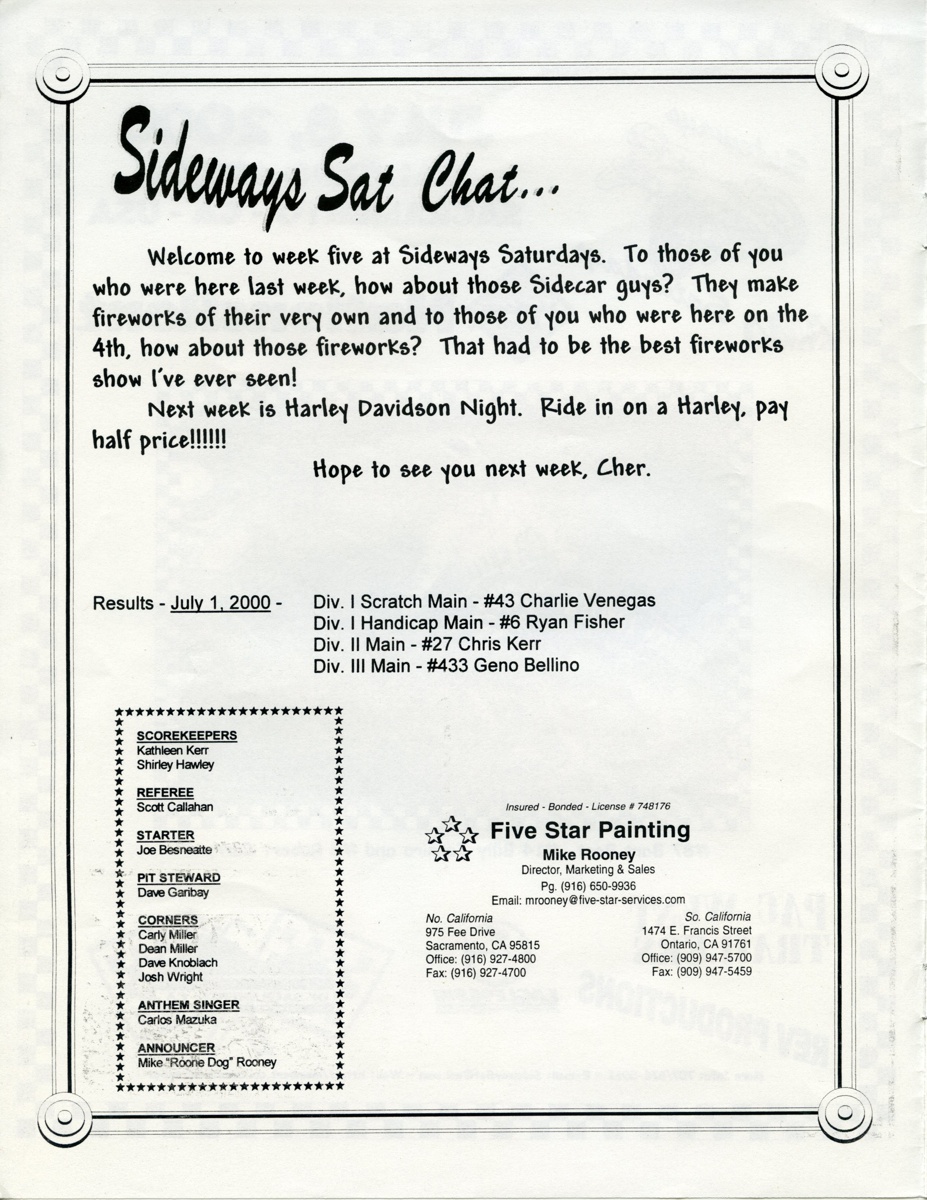 Sideways Sat Chat...
Welcome to week five at Sideways Saturdays. To those of you
who were here last week, how about those Sidecar guys? They make
fireworks of their very own and to those of you who were here on the
4th, how about those fireworks? That had to be the best fireworks
show I've ever seen!
Next week is Harley Davidson Night. Ride in on a Harley, pay
half price!!!!!!
Hope to see you next week, Cher.
Results - July 1, 2000 -
Div. I Scratch Main - #43 Charlie Venegas
Div. I Handicap Main - #6 Ryan Fisher
Div. II Main - #27 Chris Kerr
Div. III Main - #433 Geno Bellino
SCOREKEEPERS
Kathleen Kerr
Shirley Hawley
REFEREE
Scott Callahan
STARTER
Joe Besneatte
PIT STEWARD
Dave Garibay
CORNERS
Carly Miller
Dean Miller
Dave Knoblach
Josh Wright
ANTHEM SINGER
Carlos Mazuka
ANNOUNCER
Mike "Roone Dog" Rooney
Insured - Bonded - License # 748176
Five Star Painting
Mike Rooney
Director, Marketing & Sales
Pg. (916) 650-9936
Email: mrooney@five-star-services.com
No. California
975 Fee Drive
Sacramento, CA 95815
Office: (916) 927-4800
Fax: (916) 927-4700
So. California
1474 E. Francis Street
Ontario, CA 91761
Office: (909) 947-5700
Fax: (909) 947-5459